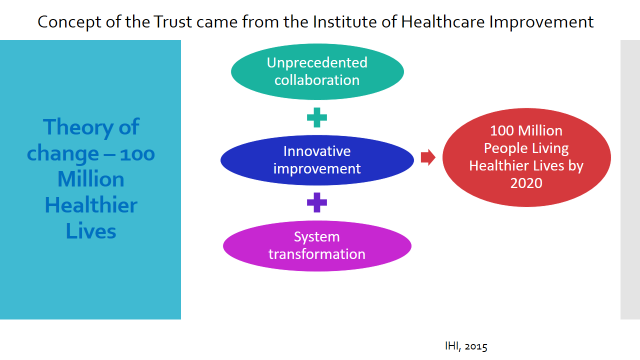 Concept of the Trust came from the Institute of Healthcare Improvement
Theory of
change – 100
Million
Healthier
Lives
Unprecedented
collaboration
Innovative
improvement
System
transformation
100 Million
People Living
Healthier Lives by
2020
IHI, 2015